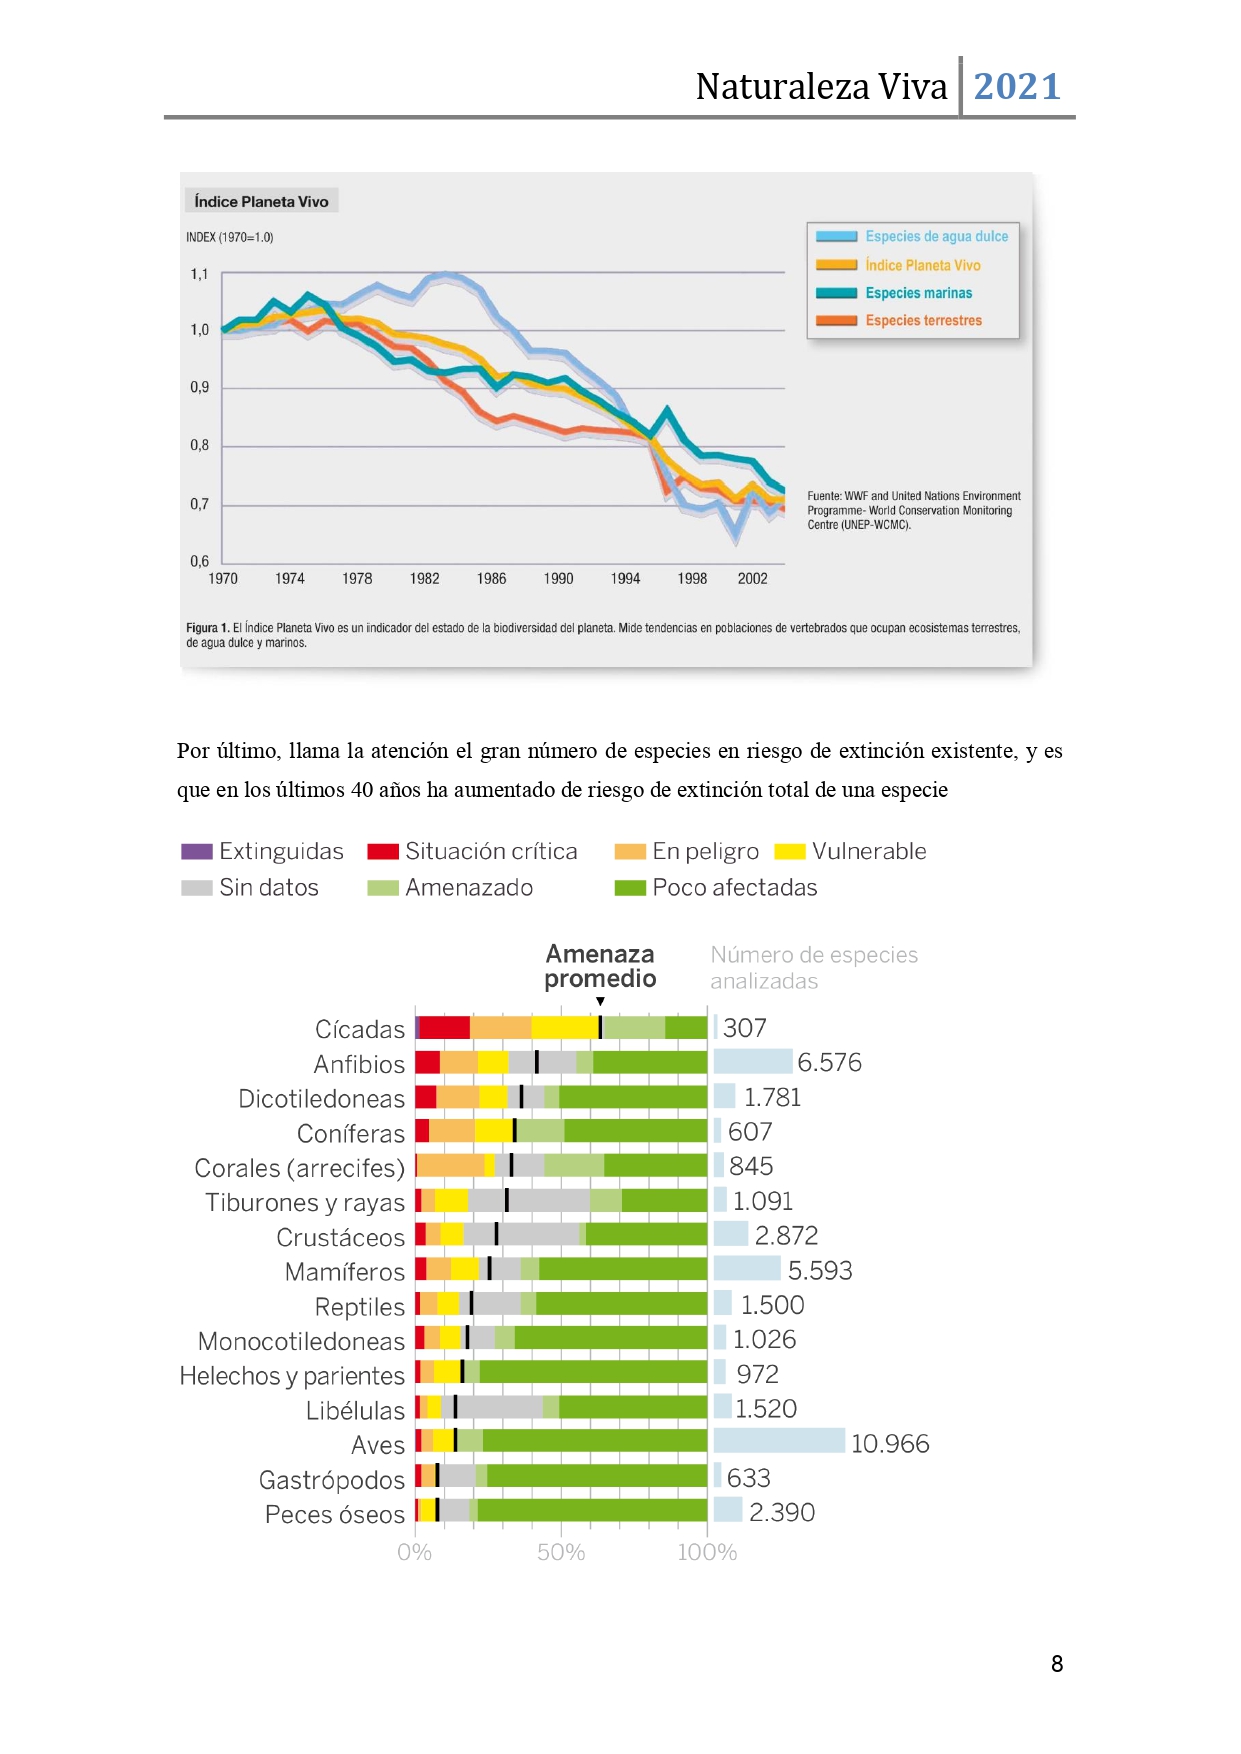 Naturaleza Viva 2021
Índice Planeta Vivo
INDEX (1970=1.0)
Especies de agua dulce
Índice Planeta Vivo
Especies marinas
Especies terrestres
1,1
1,0
0,9
0,8
0,7
0,6
1970 1974 1978 1982 1986 1990 1994 1998 2002
Fuente: WWF and United Nations Environment
Programme- World Conservation Monitoring
Centre (UNEP-WCMC).
Figura 1. El Índice Planeta Vivo es un indicador del estado de la biodiversidad del planeta. Mide tendencias en poblaciones de vertebrados que ocupan ecosistemas terrestres,
de agua dulce y marinos.
Por último, llama la atención el gran número de especies en riesgo de extinción existente, y es
que en los últimos 40 años ha aumentado de riesgo de extinción total de una especie
Extinguidas Situación crítica En peligro Vulnerable
Sin datos Amenazado Poco afectadas
Amenaza
promedio
Número de especies
analizadas
Cícadas 307
Anfibios 6.576
Dicotiledoneas 1.781
Coníferas 607
Corales (arrecifes) 845
Tiburones y rayas 1.091
Crustáceos 2.872
Mamíferos 5.593
Reptiles 1.500
Monocotiledoneas 1.026
Helechos y parientes 972
Libélulas 1.520
Aves 10.966
Gastrópodos 633
Peces óseos 2.390
0% 50% 100%
8